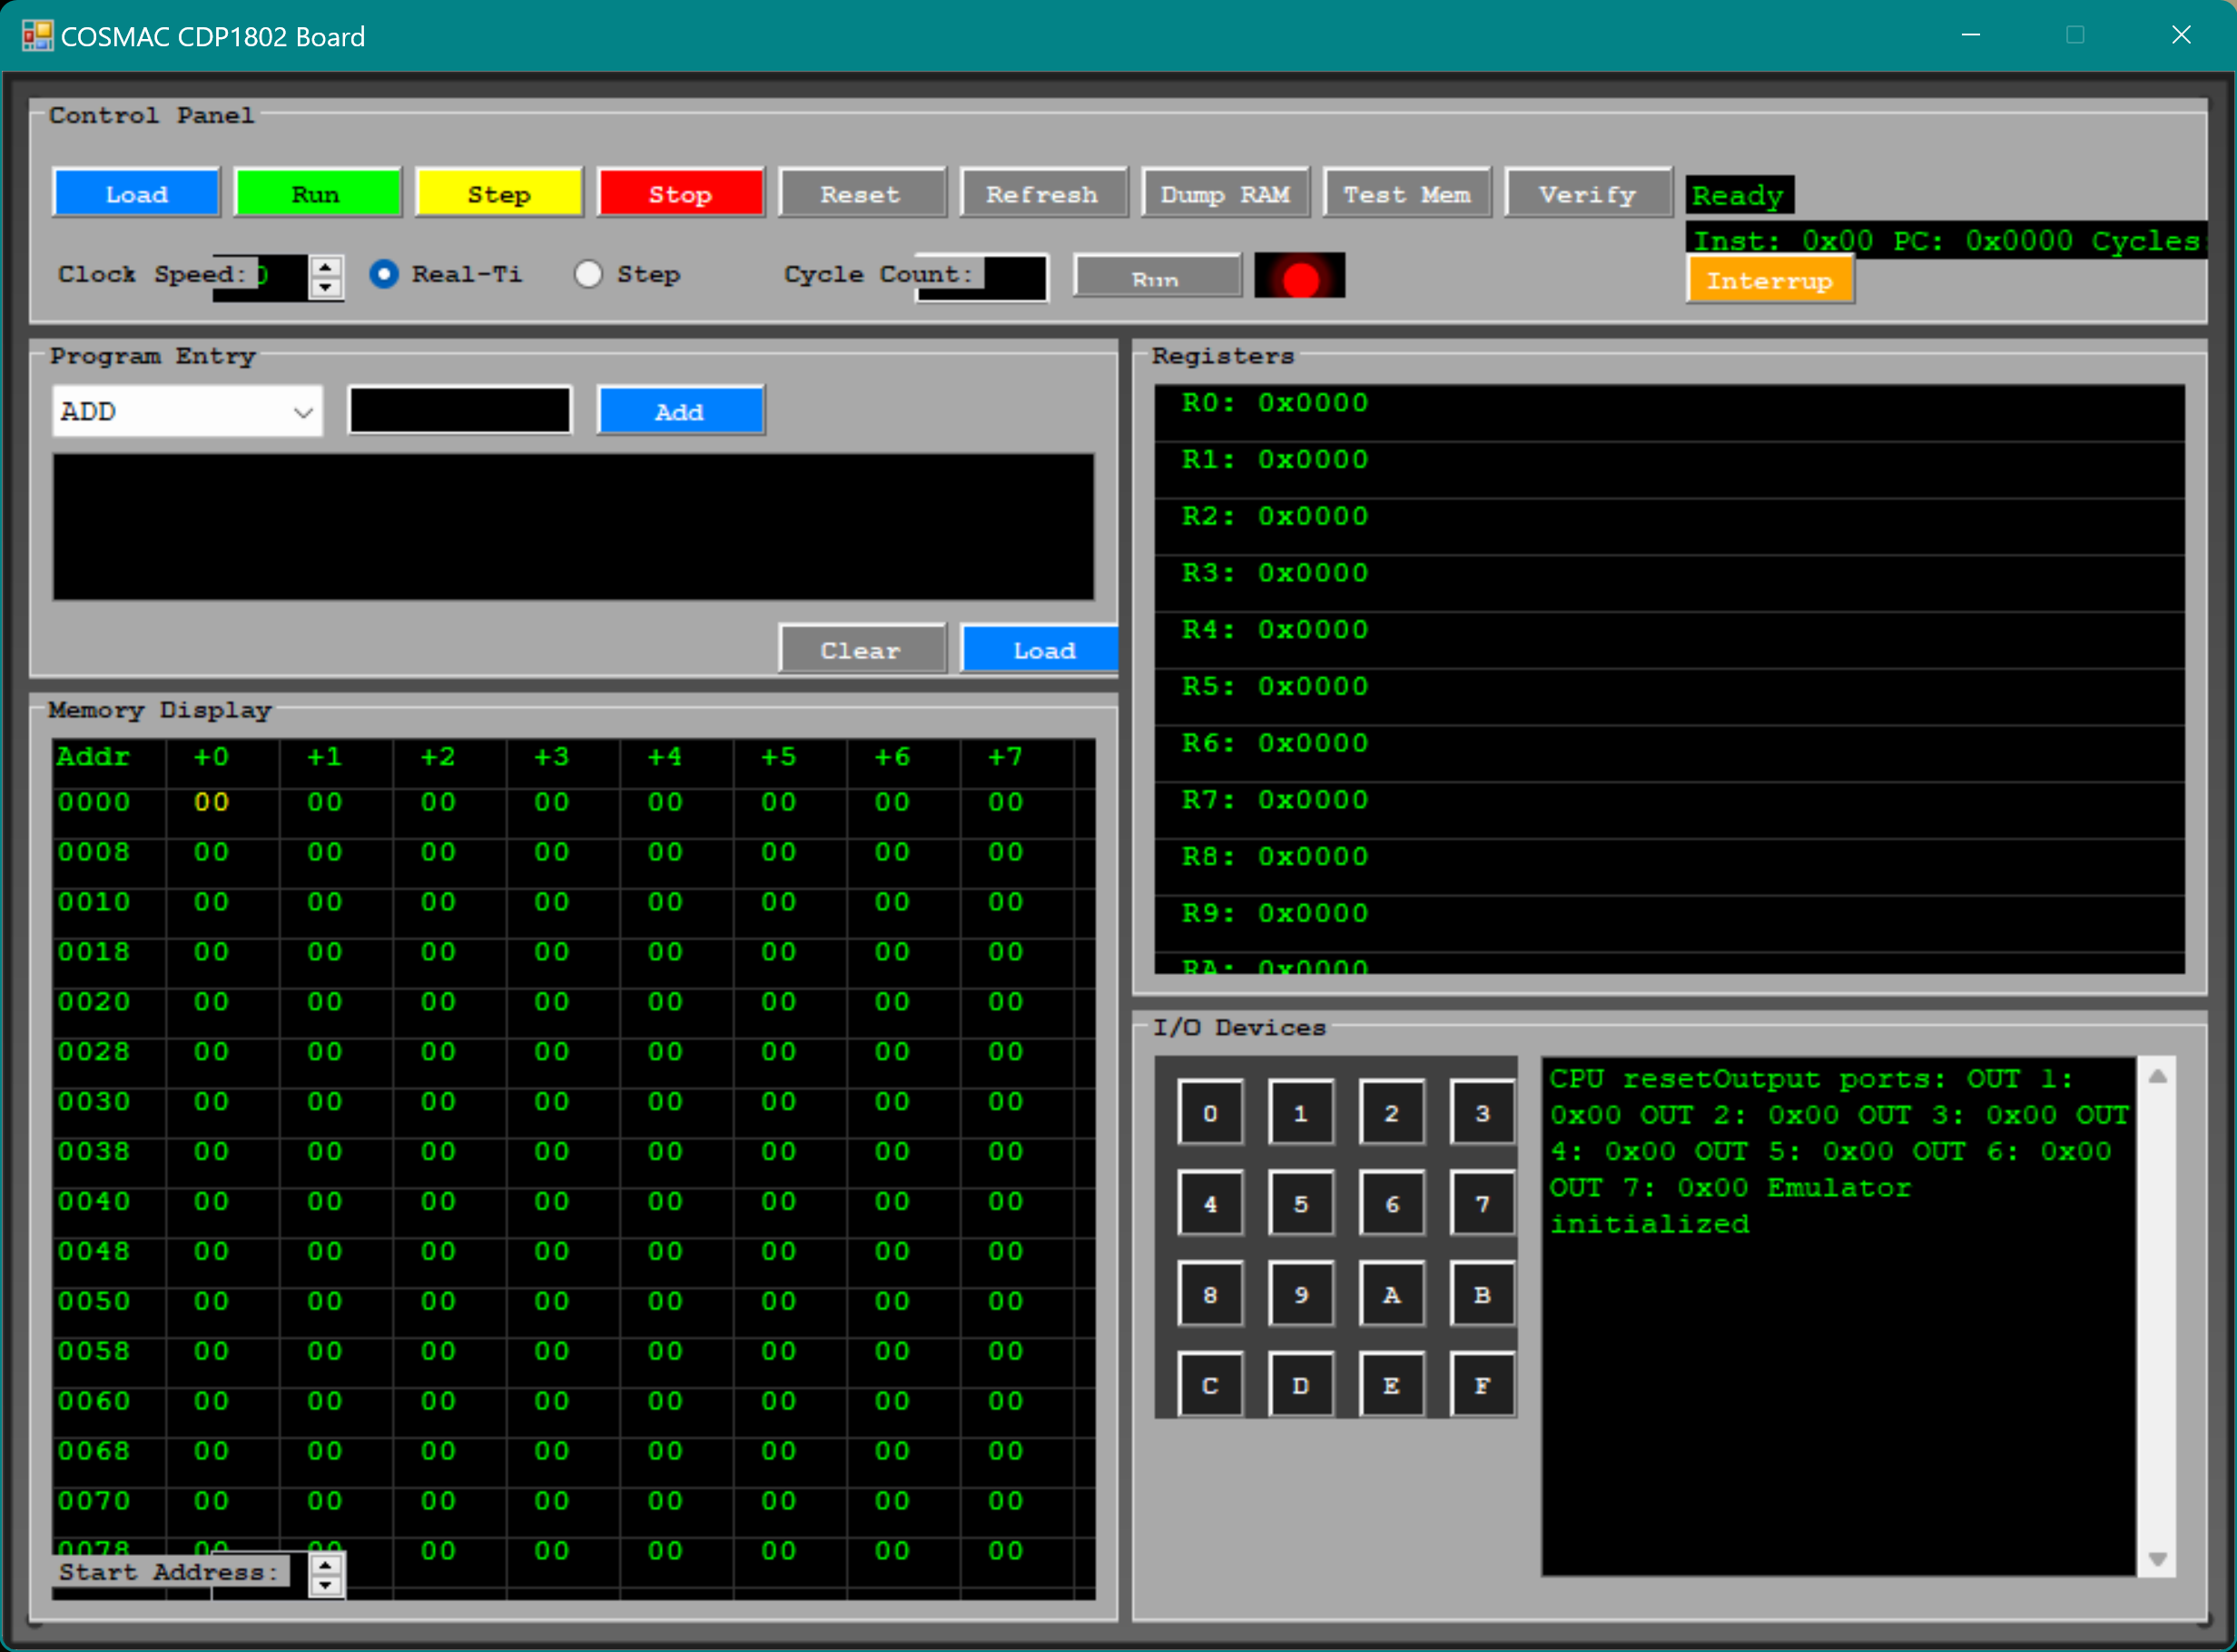 COSMAC CDP1802 Board
Control Panel
Load Run Step Stop Reset Refresh Dump RAM Test Mem Verify Ready
Inst: 0x00 PC: 0x0000 Cycles:
Clock Speed: 0 Real-Ti Step Cycle Count: Run Interrup
Program Entry
ADD Add
Clear Load
Memory Display
Addr +0 +1 +2 +3 +4 +5 +6 +7
0000 00 00 00 00 00 00 00 00
0008 00 00 00 00 00 00 00 00
0010 00 00 00 00 00 00 00 00
0018 00 00 00 00 00 00 00 00
0020 00 00 00 00 00 00 00 00
0028 00 00 00 00 00 00 00 00
0030 00 00 00 00 00 00 00 00
0038 00 00 00 00 00 00 00 00
0040 00 00 00 00 00 00 00 00
0048 00 00 00 00 00 00 00 00
0050 00 00 00 00 00 00 00 00
0058 00 00 00 00 00 00 00 00
0060 00 00 00 00 00 00 00 00
0068 00 00 00 00 00 00 00 00
0070 00 00 00 00 00 00 00 00
0078 00 00 00 00 00 00 00 00
Start Address:
Registers
R0: 0x0000
R1: 0x0000
R2: 0x0000
R3: 0x0000
R4: 0x0000
R5: 0x0000
R6: 0x0000
R7: 0x0000
R8: 0x0000
R9: 0x0000
RA: 0x0000
I/O Devices
0 1 2 3
4 5 6 7
8 9 A B
C D E F
CPU resetOutput ports: OUT 1:
0x00 OUT 2: 0x00 OUT 3: 0x00 OUT
4: 0x00 OUT 5: 0x00 OUT 6: 0x00
OUT 7: 0x00 Emulator
initialized